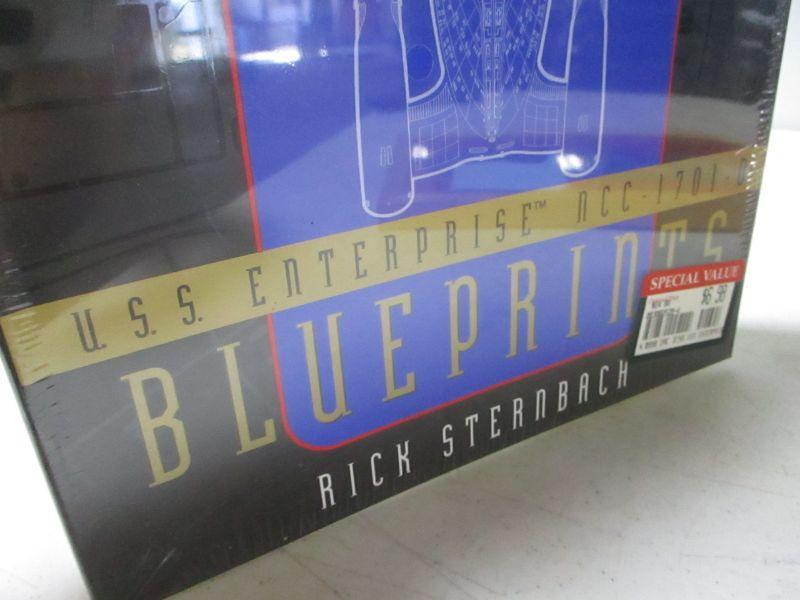 U.S.S. ENTERPRISE™ NCC-1701-
BLUEPRINTS
SPECIAL VALUE
$6.98
RICK STERNBACH